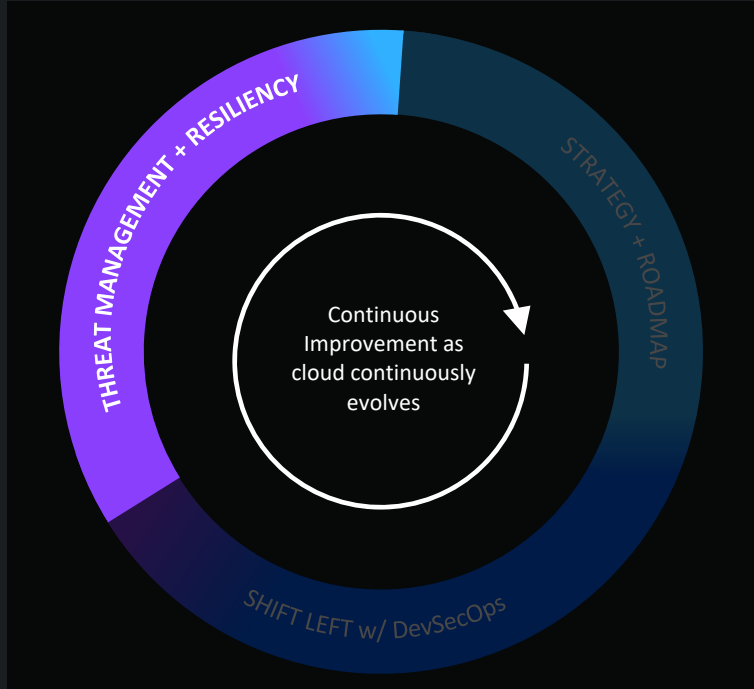 THREAT MANAGEMENT + RESILIENCY
STRATEGY + ROADMAP
Continuous
Improvement as
cloud continuously
evolves
SHIFT LEFT w/ DevSecOps